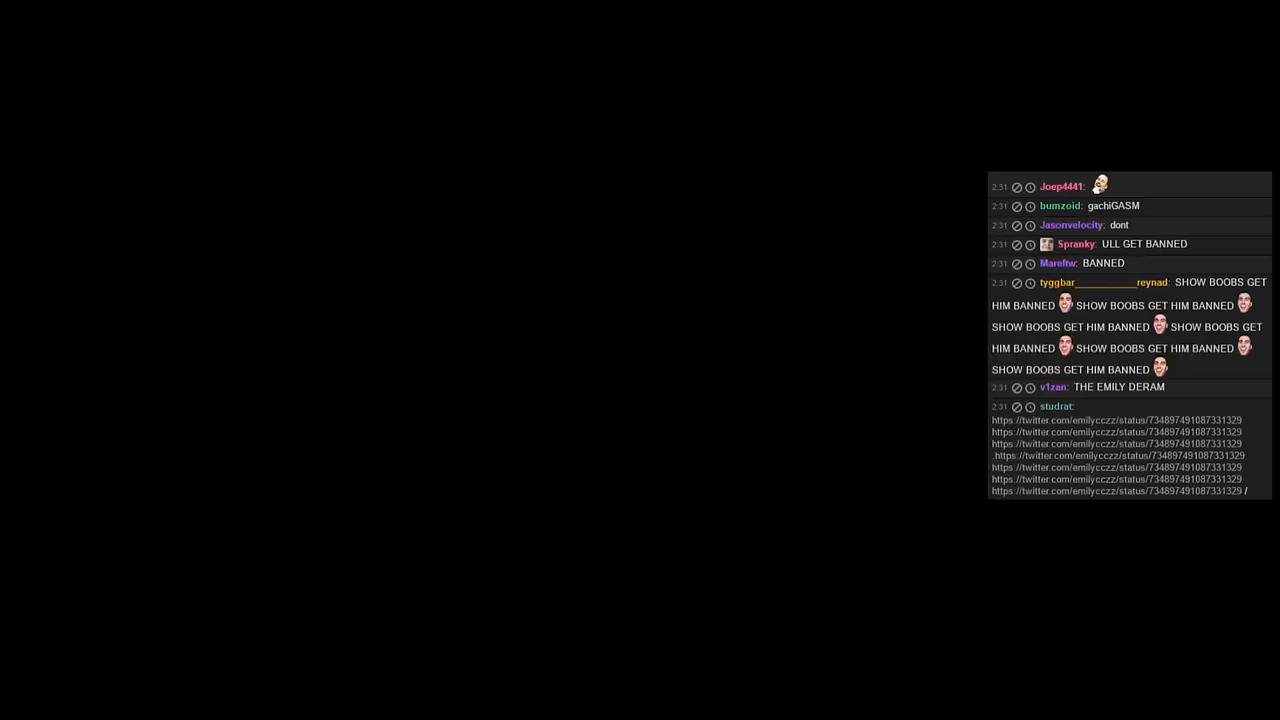 2:31 Joep4441:
2:31 bumzoid: gachiGASM
2:31 Jasonvelocity: dont
2:31 Spranky: ULL GET BANNED
2:31 Mareftw: BANNED
2:31 tyggbar____________reynad: SHOW BOOBS GET
HIM BANNED SHOW BOOBS GET HIM BANNED
SHOW BOOBS GET HIM BANNED SHOW BOOBS GET
HIM BANNED SHOW BOOBS GET HIM BANNED
SHOW BOOBS GET HIM BANNED
2:31 v1zan: THE EMILY DERAM
2:31 studrat:
https://twitter.com/emilycczz/status/734897491087331329
https://twitter.com/emilycczz/status/734897491087331329
https://twitter.com/emilycczz/status/734897491087331329
.https://twitter.com/emilycczz/status/734897491087331329
https://twitter.com/emilycczz/status/734897491087331329
https://twitter.com/emilycczz/status/734897491087331329
https://twitter.com/emilycczz/status/734897491087331329 /